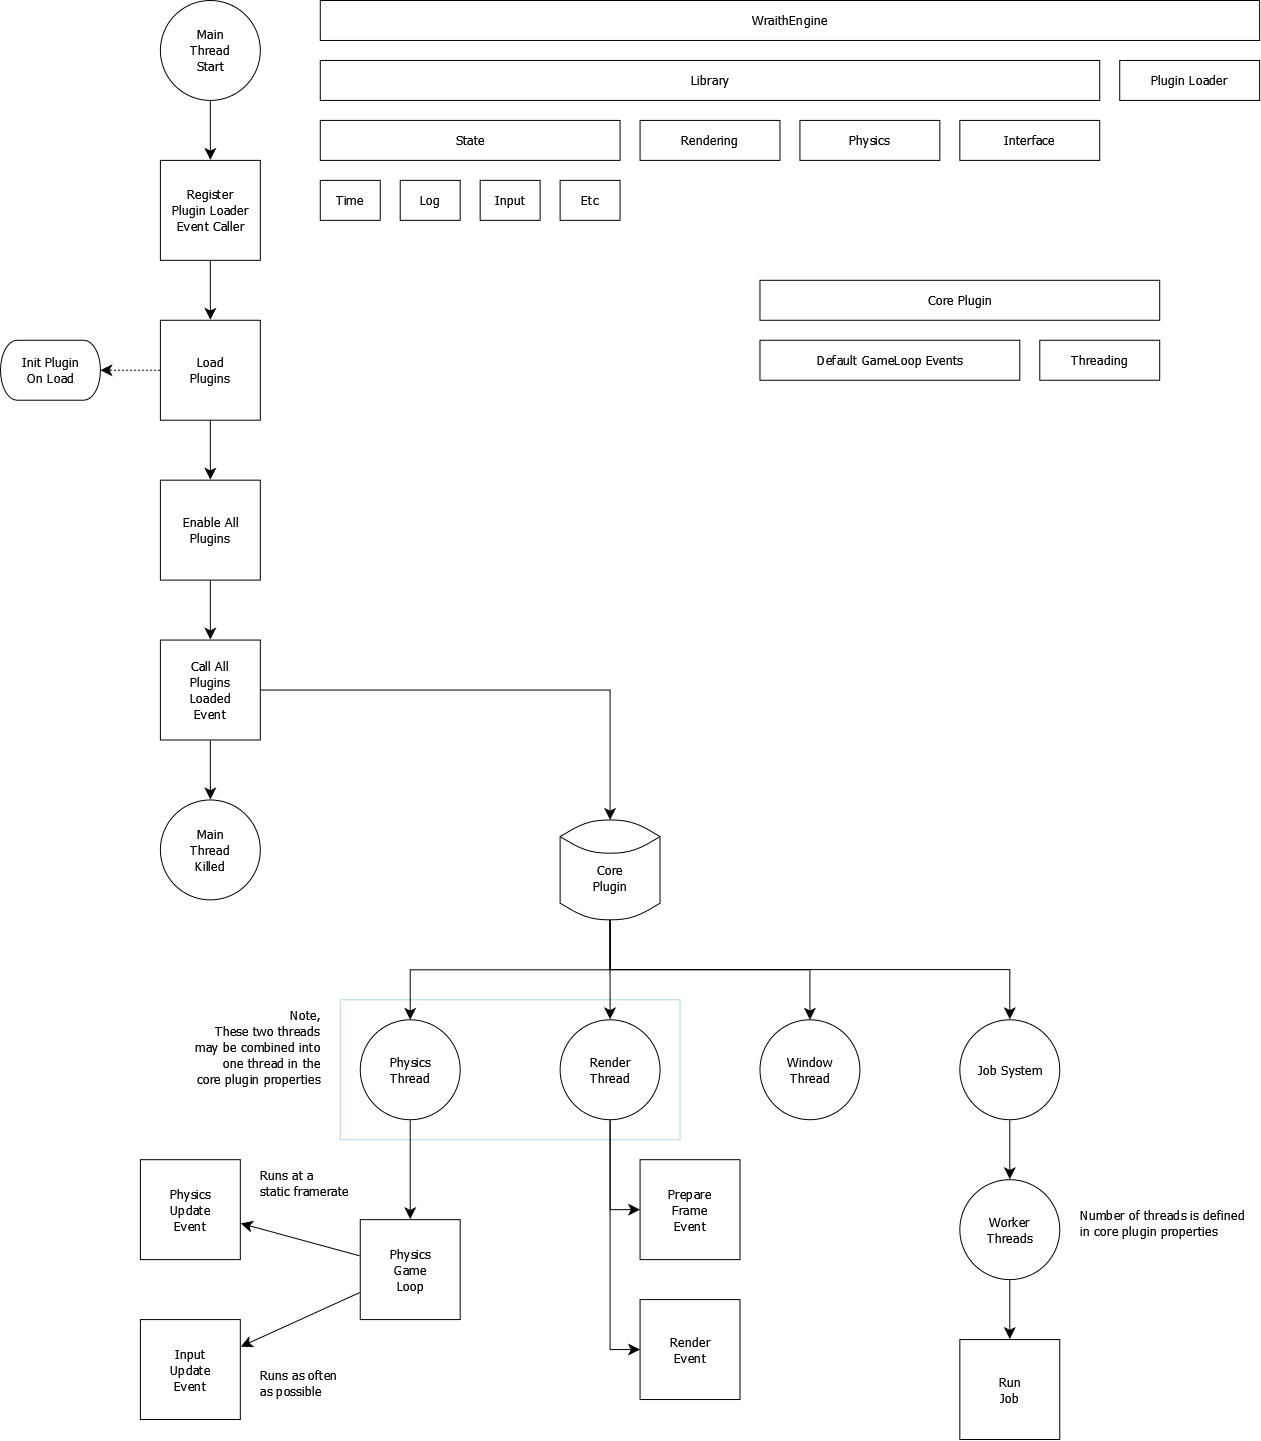 Main
Thread
Start
WraithEngine
Library
Plugin Loader
State
Rendering
Physics
Interface
Time
Log
Input
Etc
Register
Plugin Loader
Event Caller
Core Plugin
Default GameLoop Events
Threading
Init Plugin
On Load
Load
Plugins
Enable All
Plugins
Call All
Plugins
Loaded
Event
Main
Thread
Killed
Core
Plugin
Note,
These two threads
may be combined into
one thread in the
core plugin properties
Physics
Thread
Render
Thread
Window
Thread
Job System
Physics
Update
Event
Runs at a
static framerate
Physics
Game
Loop
Prepare
Frame
Event
Worker
Threads
Number of threads is defined
in core plugin properties
Input
Update
Event
Runs as often
as possible
Render
Event
Run
Job